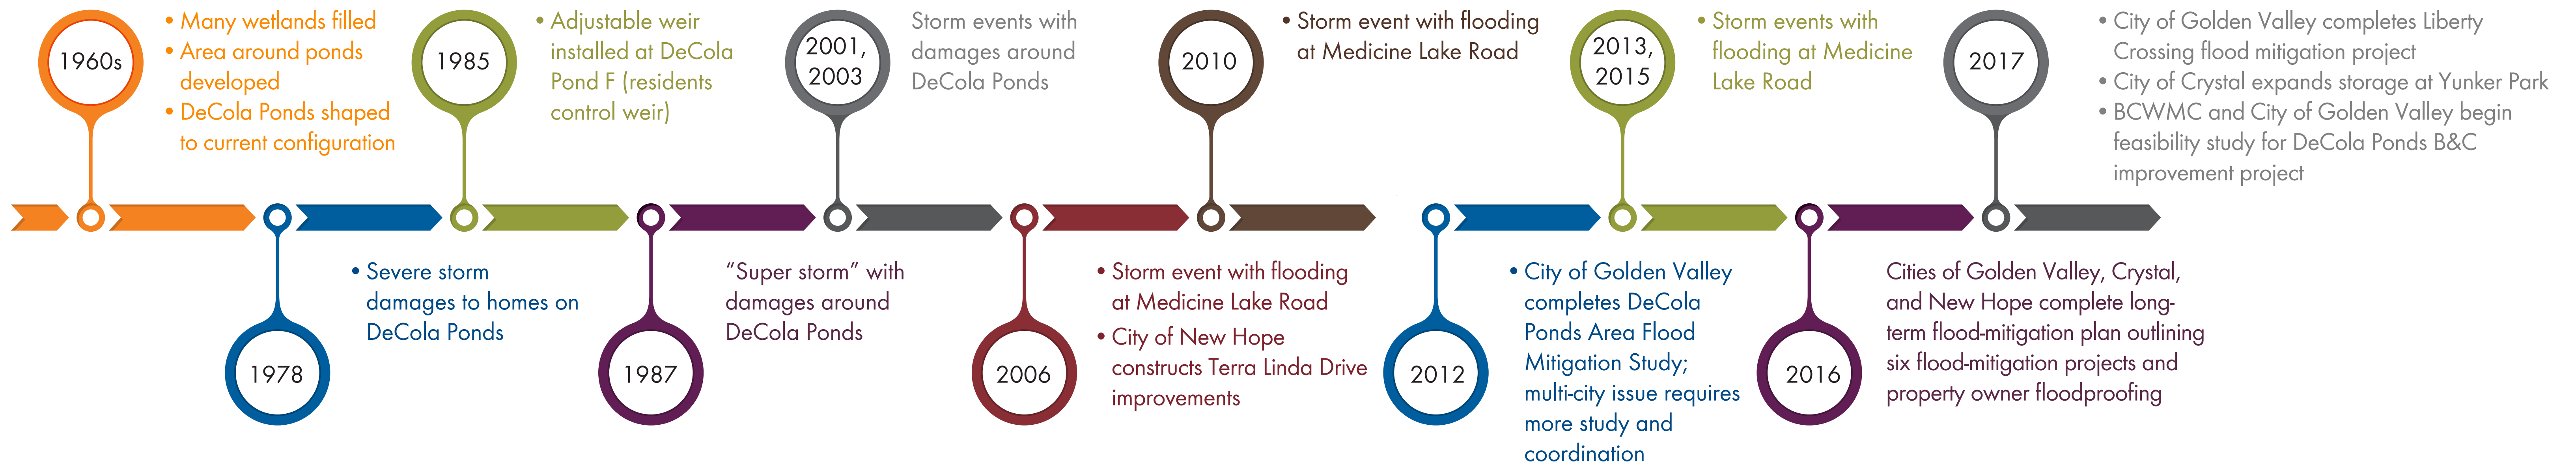 1960s
• Many wetlands filled
• Area around ponds
developed
• DeCola Ponds shaped
to current configuration
1978
• Severe storm
damages to homes on
DeCola Ponds
1985
• Adjustable weir
installed at DeCola
Pond F (residents
control weir)
1987
“Super storm” with
damages around
DeCola Ponds
2001,
2003
Storm events with
damages around
DeCola Ponds
2006
• Storm event with flooding
at Medicine Lake Road
• City of New Hope
constructs Terra Linda Drive
improvements
2010
• Storm event with flooding
at Medicine Lake Road
2012
• City of Golden Valley
completes DeCola
Ponds Area Flood
Mitigation Study;
multi-city issue requires
more study and
coordination
2013,
2015
• Storm events with
flooding at Medicine
Lake Road
2016
Cities of Golden Valley, Crystal,
and New Hope complete long-
term flood-mitigation plan outlining
six flood-mitigation projects and
property owner floodproofing
2017
• City of Golden Valley completes Liberty
Crossing flood mitigation project
• City of Crystal expands storage at Yunker Park
• BCWMC and City of Golden Valley begin
feasibility study for DeCola Ponds B&C
improvement project